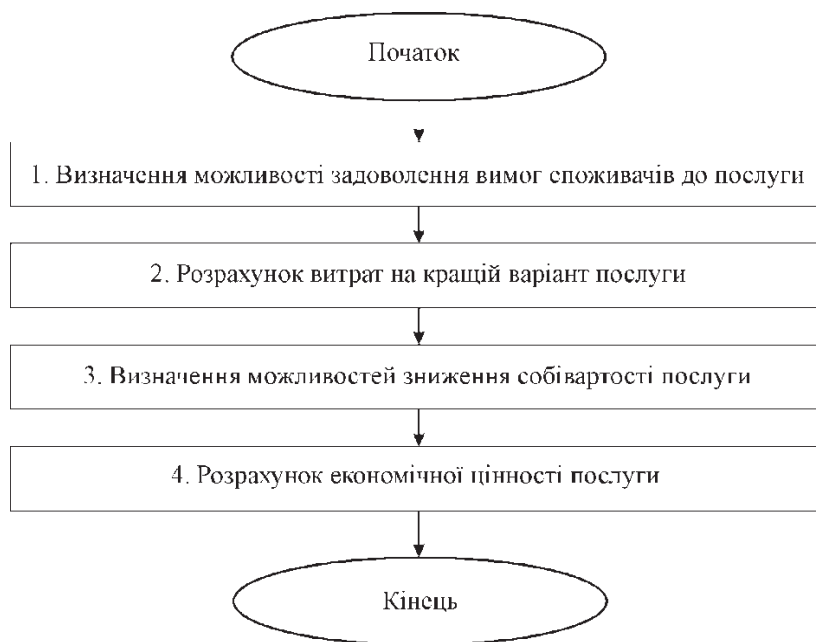 Початок
1. Визначення можливості задоволення вимог споживачів до послуги
2. Розрахунок витрат на кращій варіант послуги
3. Визначення можливостей зниження собівартості послуги
4. Розрахунок економічної цінності послуги
Кінець